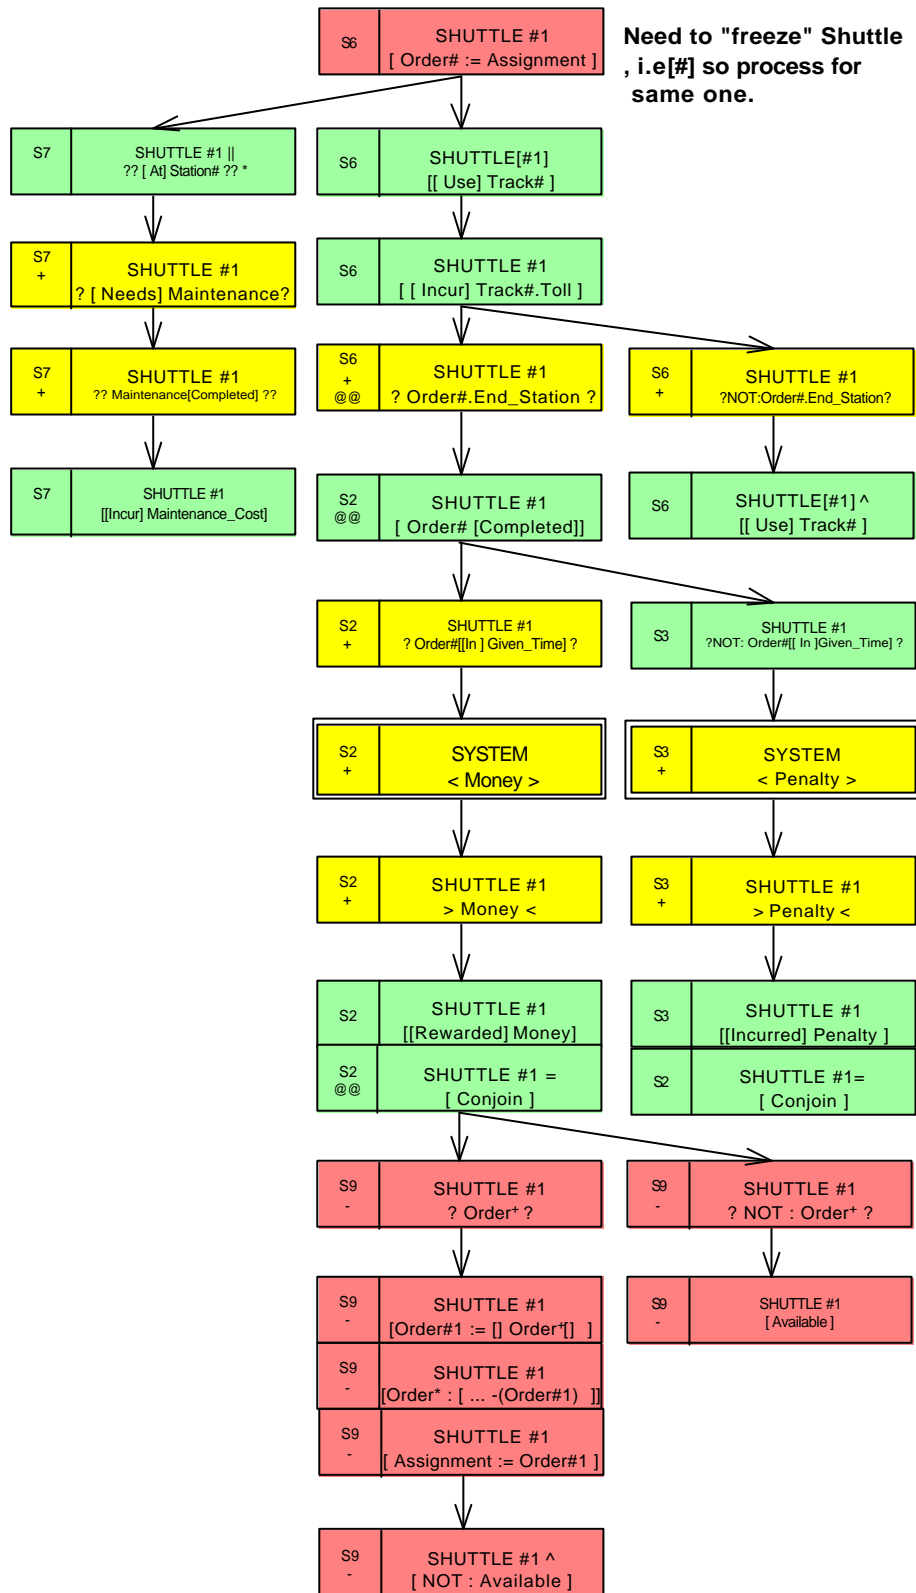 S6
SHUTTLE #1
[ Order# := Assignment ]
Need to "freeze" Shuttle
, i.e[#] so process for
same one.
S7
SHUTTLE #1 ||
?? [ At] Station# ?? *
S6
SHUTTLE[#1]
[[ Use] Track# ]
S7
+
SHUTTLE #1
? [ Needs] Maintenance?
S6
SHUTTLE #1
[ [ Incur] Track#.Toll ]
S7
+
SHUTTLE #1
?? Maintenance[Completed] ??
S6
+
@@
SHUTTLE #1
? Order#.End_Station ?
S6
+
SHUTTLE #1
?NOT:Order#.End_Station?
S7
SHUTTLE #1
[[Incur] Maintenance_Cost]
S2
@@
SHUTTLE #1
[ Order# [Completed]]
S6
SHUTTLE[#1] ^
[[ Use] Track# ]
S2
+
SHUTTLE #1
? Order#[[In ] Given_Time] ?
S3
SHUTTLE #1
?NOT: Order#[[ In ]Given_Time] ?
S2
+
SYSTEM
< Money >
S3
+
SYSTEM
< Penalty >
S2
+
SHUTTLE #1
> Money <
S3
+
SHUTTLE #1
> Penalty <
S2
SHUTTLE #1
[[Rewarded] Money]
S3
SHUTTLE #1
[[Incurred] Penalty ]
S2
@@
SHUTTLE #1 =
[ Conjoin ]
S2
SHUTTLE #1=
[ Conjoin ]
S9
-
SHUTTLE #1
? Order⁺ ?
S9
-
SHUTTLE #1
? NOT : Order⁺ ?
S9
-
SHUTTLE #1
[Order#1 := [] Order⁺[] ]
S9
-
SHUTTLE #1
[ Available ]
S9
-
SHUTTLE #1
[Order* : [ ... -(Order#1) ]]
S9
-
SHUTTLE #1
[ Assignment := Order#1 ]
S9
-
SHUTTLE #1 ^
[ NOT : Available ]